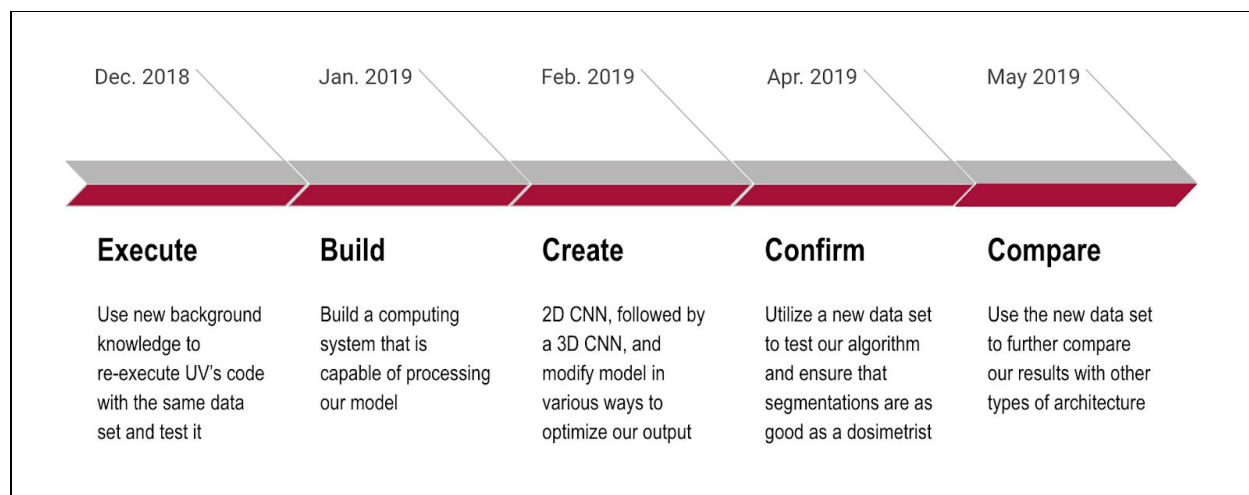 Dec. 2018
Jan. 2019
Feb. 2019
Apr. 2019
May 2019
Execute
Use new background
knowledge to
re-execute UV’s code
with the same data
set and test it
Build
Build a computing
system that is
capable of processing
our model
Create
2D CNN, followed by
a 3D CNN, and
modify model in
various ways to
optimize our output
Confirm
Utilize a new data set
to test our algorithm
and ensure that
segmentations are as
good as a dosimetrist
Compare
Use the new data set
to further compare
our results with other
types of architecture